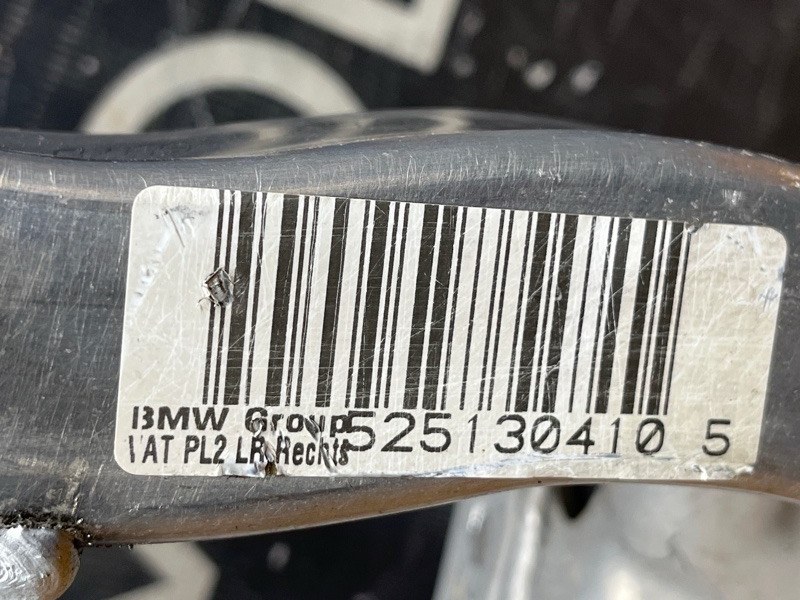 BMW Group 525130410 5
VAT PL2 LR Rechts